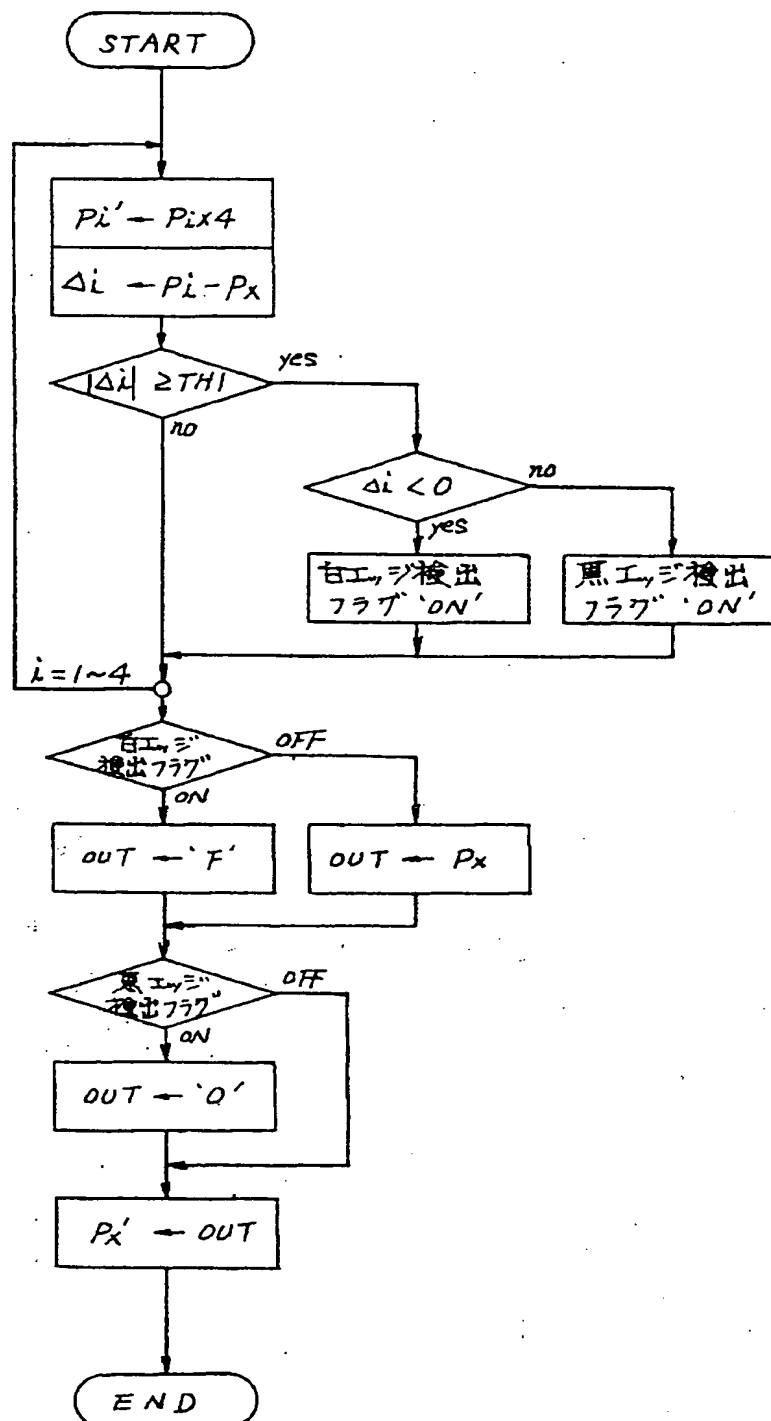 START
Pi' ← Pi×4
Δi ← Pi - Px
|Δi| ≥ TH1
yes
no
Δi < 0
no
yes
白エッジ検出
フラグ 'ON'
黒エッジ検出
フラグ 'ON'
i=1~4
白エッジ
検出フラグ
OFF
ON
OUT ← 'F'
OUT ← Px
黒エッジ
検出フラグ
OFF
ON
OUT ← '0'
Px' ← OUT
END